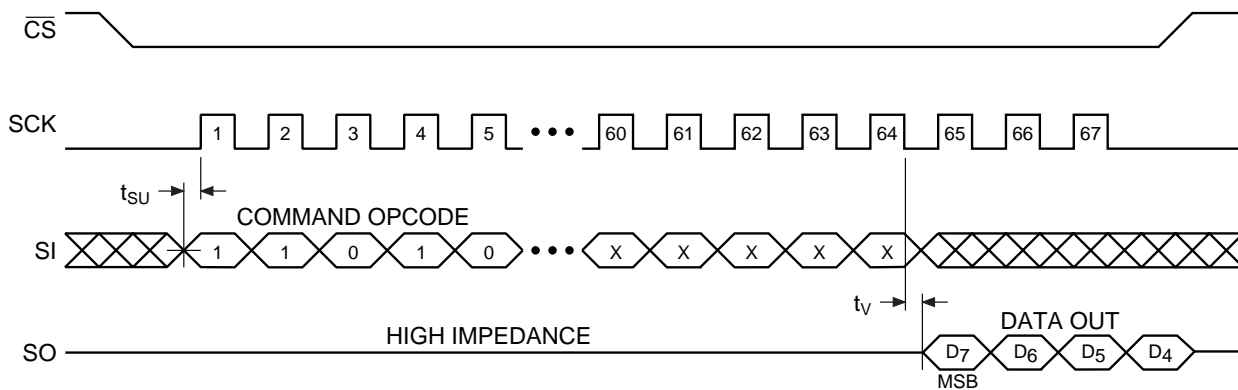 CS
SCK 1 2 3 4 5 ••• 60 61 62 63 64 65 66 67
tSU
COMMAND OPCODE
SI 1 1 0 1 0 ••• X X X X X
tV
HIGH IMPEDANCE DATA OUT
SO D7 D6 D5 D4
MSB